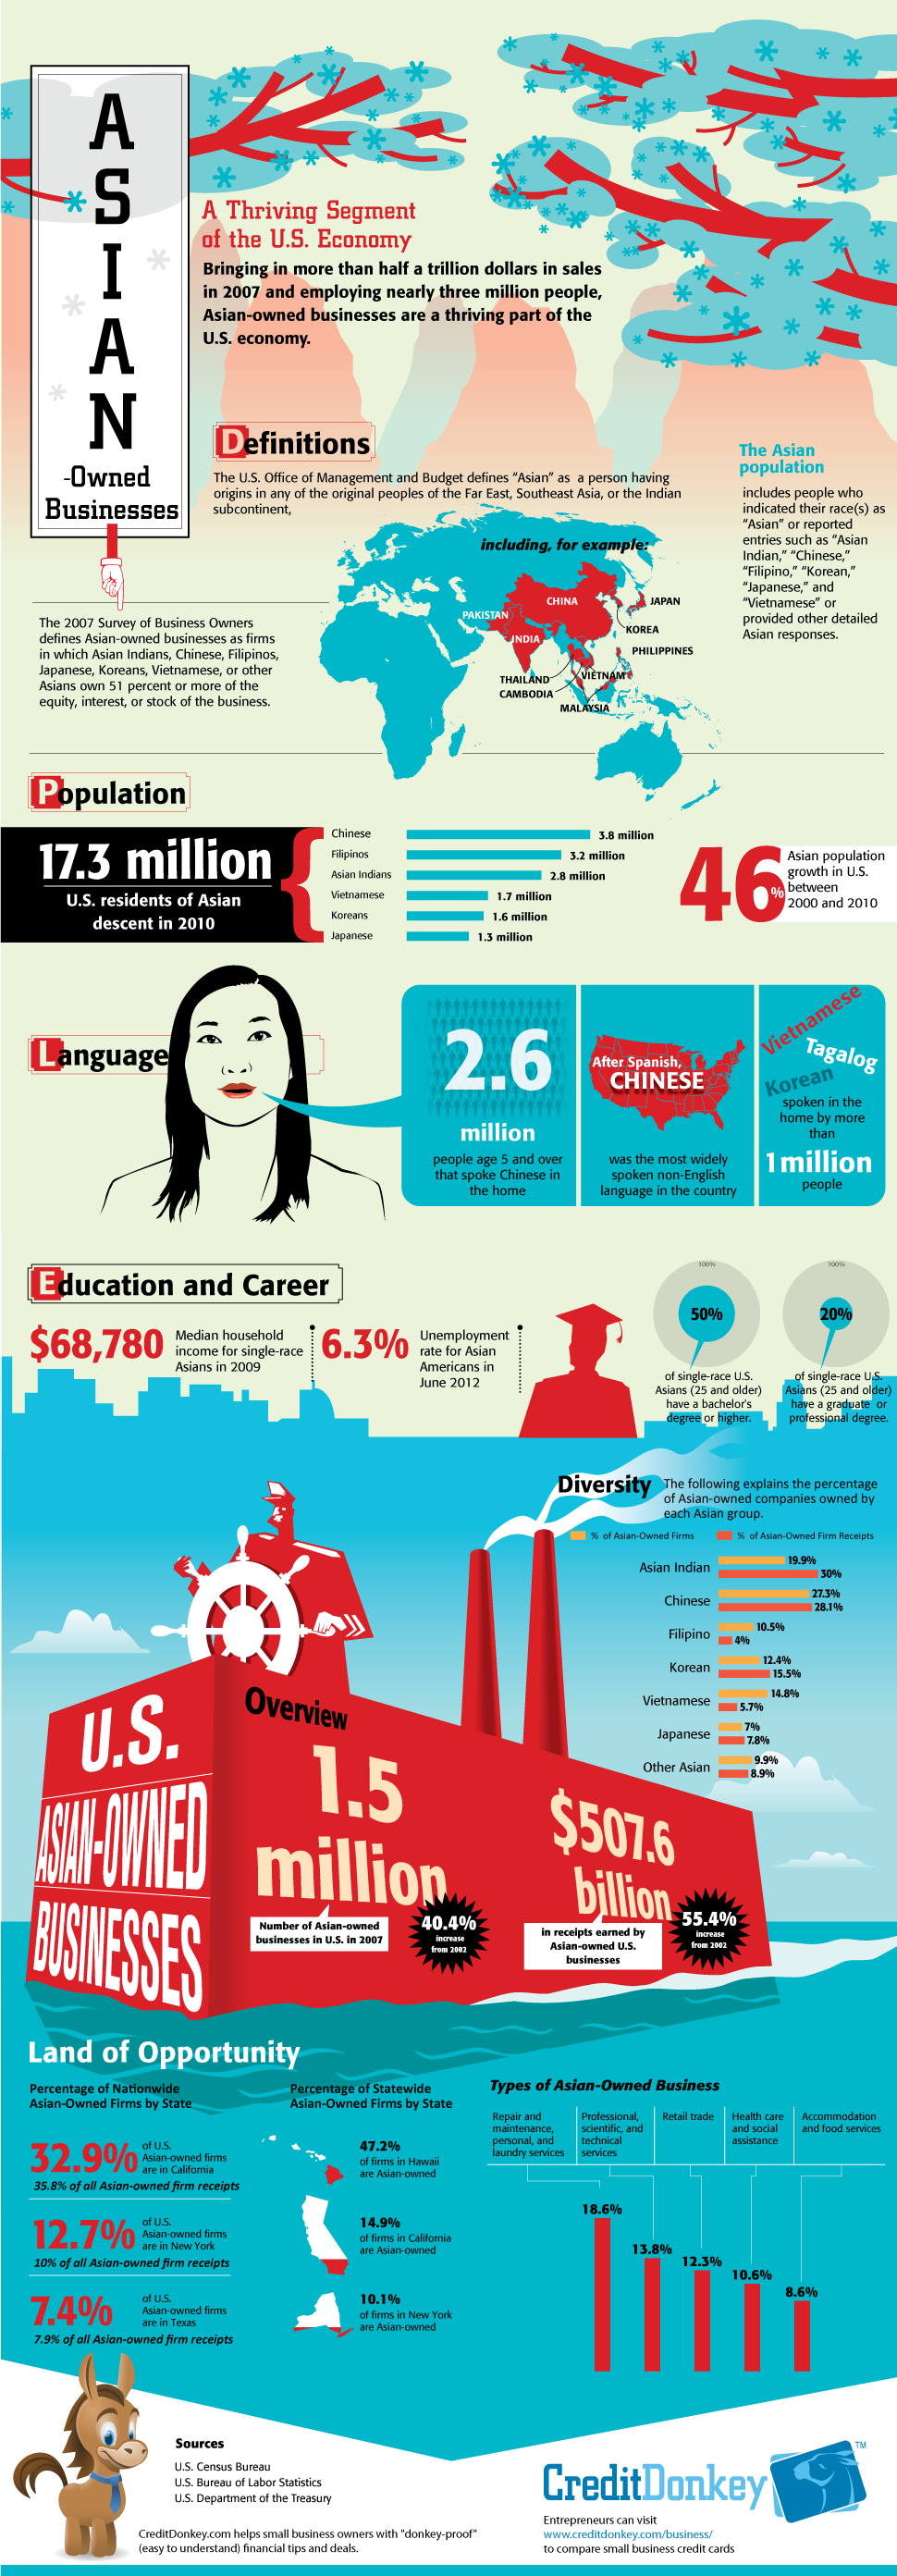 ASIAN
-Owned
Businesses
A Thriving Segment
of the U.S. Economy
Bringing in more than half a trillion dollars in sales
in 2007 and employing nearly three million people,
Asian-owned businesses are a thriving part of the
U.S. economy.
Definitions
The U.S. Office of Management and Budget defines “Asian” as a person having
origins in any of the original peoples of the Far East, Southeast Asia, or the Indian
subcontinent,
including, for example:
CHINA
PAKISTAN
INDIA
JAPAN
KOREA
PHILIPPINES
THAILAND
VIETNAM
CAMBODIA
MALAYSIA
The Asian
population
includes people who
indicated their race(s) as
“Asian” or reported
entries such as “Asian
Indian,” “Chinese,”
“Filipino,” “Korean,”
“Japanese,” and
“Vietnamese” or
provided other detailed
Asian responses.
The 2007 Survey of Business Owners
defines Asian-owned businesses as firms
in which Asian Indians, Chinese, Filipinos,
Japanese, Koreans, Vietnamese, or other
Asians own 51 percent or more of the
equity, interest, or stock of the business.
Population
17.3 million
U.S. residents of Asian
descent in 2010
Chinese 3.8 million
Filipinos 3.2 million
Asian Indians 2.8 million
Vietnamese 1.7 million
Koreans 1.6 million
Japanese 1.3 million
46%
Asian population
growth in U.S.
between
2000 and 2010
Language
2.6
million
people age 5 and over
that spoke Chinese in
the home
After Spanish,
CHINESE
was the most widely
spoken non-English
language in the country
Vietnamese
Tagalog
Korean
spoken in the
home by more
than
1 million
people
Education and Career
$68,780
Median household
income for single-race
Asians in 2009
6.3%
Unemployment
rate for Asian
Americans in
June 2012
100%
50%
of single-race U.S.
Asians (25 and older)
have a bachelor's
degree or higher.
100%
20%
of single-race U.S.
Asians (25 and older)
have a graduate or
professional degree.
Diversity
The following explains the percentage
of Asian-owned companies owned by
each Asian group.
% of Asian-Owned Firms
% of Asian-Owned Firm Receipts
Asian Indian 19.9%
30%
Chinese 27.3%
28.1%
Filipino 10.5%
4%
Korean 12.4%
15.5%
Vietnamese 14.8%
5.7%
Japanese 7%
7.8%
Other Asian 9.9%
8.9%
U.S.
ASIAN-OWNED
BUSINESSES
Overview
1.5
million
Number of Asian-owned
businesses in U.S. in 2007
40.4%
increase
from 2002
$507.6
billion
in receipts earned by
Asian-owned U.S.
businesses
55.4%
increase
from 2002
Land of Opportunity
Percentage of Nationwide
Asian-Owned Firms by State
32.9%
of U.S.
Asian-owned firms
are in California
35.8% of all Asian-owned firm receipts
12.7%
of U.S.
Asian-owned firms
are in New York
10% of all Asian-owned firm receipts
7.4%
of U.S.
Asian-owned firms
are in Texas
7.9% of all Asian-owned firm receipts
Percentage of Statewide
Asian-Owned Firms by State
47.2%
of firms in Hawaii
are Asian-owned
14.9%
of firms in California
are Asian-owned
10.1%
of firms in New York
are Asian-owned
Types of Asian-Owned Business
Repair and
maintenance,
personal, and
laundry services
Professional,
scientific, and
technical
services
Retail trade
Health care
and social
assistance
Accommodation
and food services
18.6%
13.8%
12.3%
10.6%
8.6%
Sources
U.S. Census Bureau
U.S. Bureau of Labor Statistics
U.S. Department of the Treasury
CreditDonkey.com helps small business owners with "donkey-proof"
(easy to understand) financial tips and deals.
CreditDonkey
TM
Entrepreneurs can visit
www.creditdonkey.com/business/
to compare small business credit cards